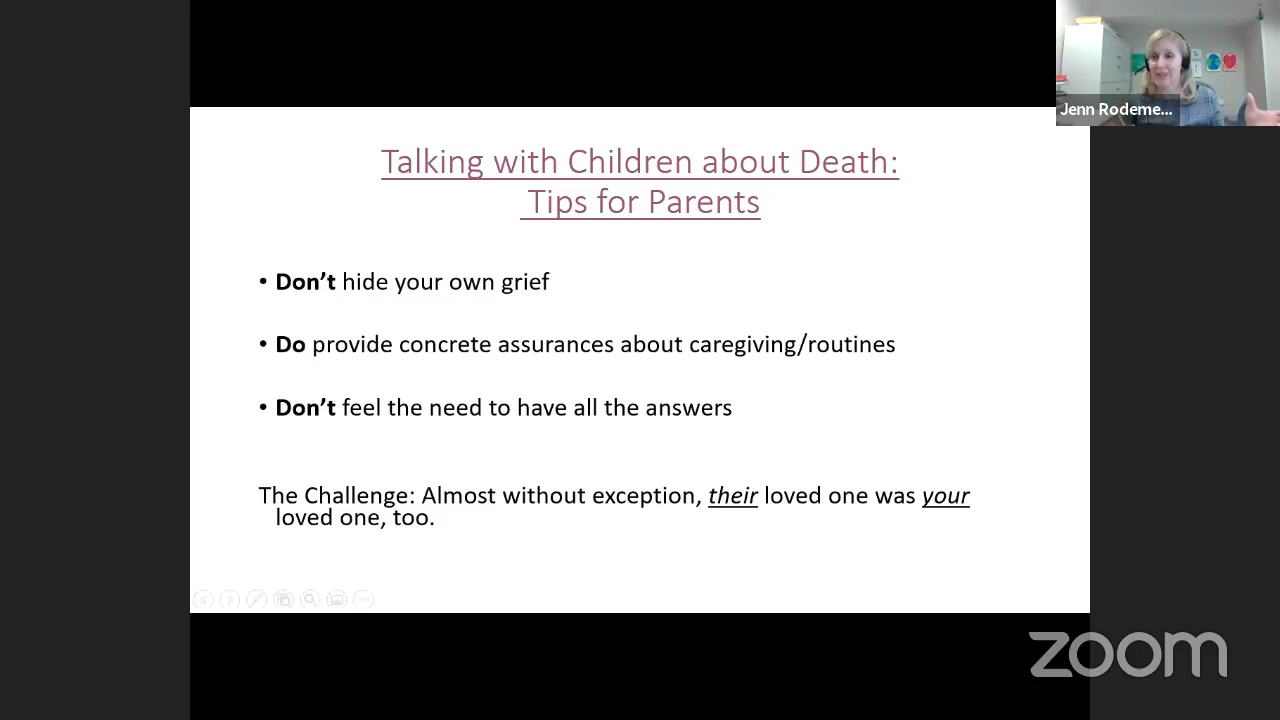 Jenn Rodeme...
Talking with Children about Death:
Tips for Parents
• Don't hide your own grief
• Do provide concrete assurances about caregiving/routines
• Don't feel the need to have all the answers
The Challenge: Almost without exception, their loved one was your
loved one, too.
zoom